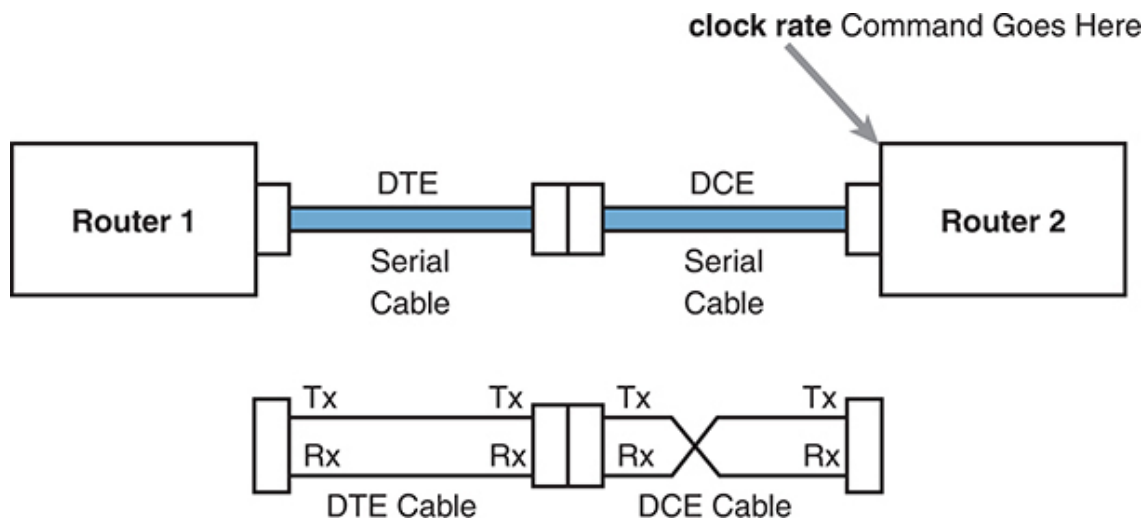 clock rate Command Goes Here
DTE
DCE
Router 1
Router 2
Serial
Cable
Serial
Cable
Tx Tx Tx Tx
Rx Rx Rx Rx
DTE Cable
DCE Cable